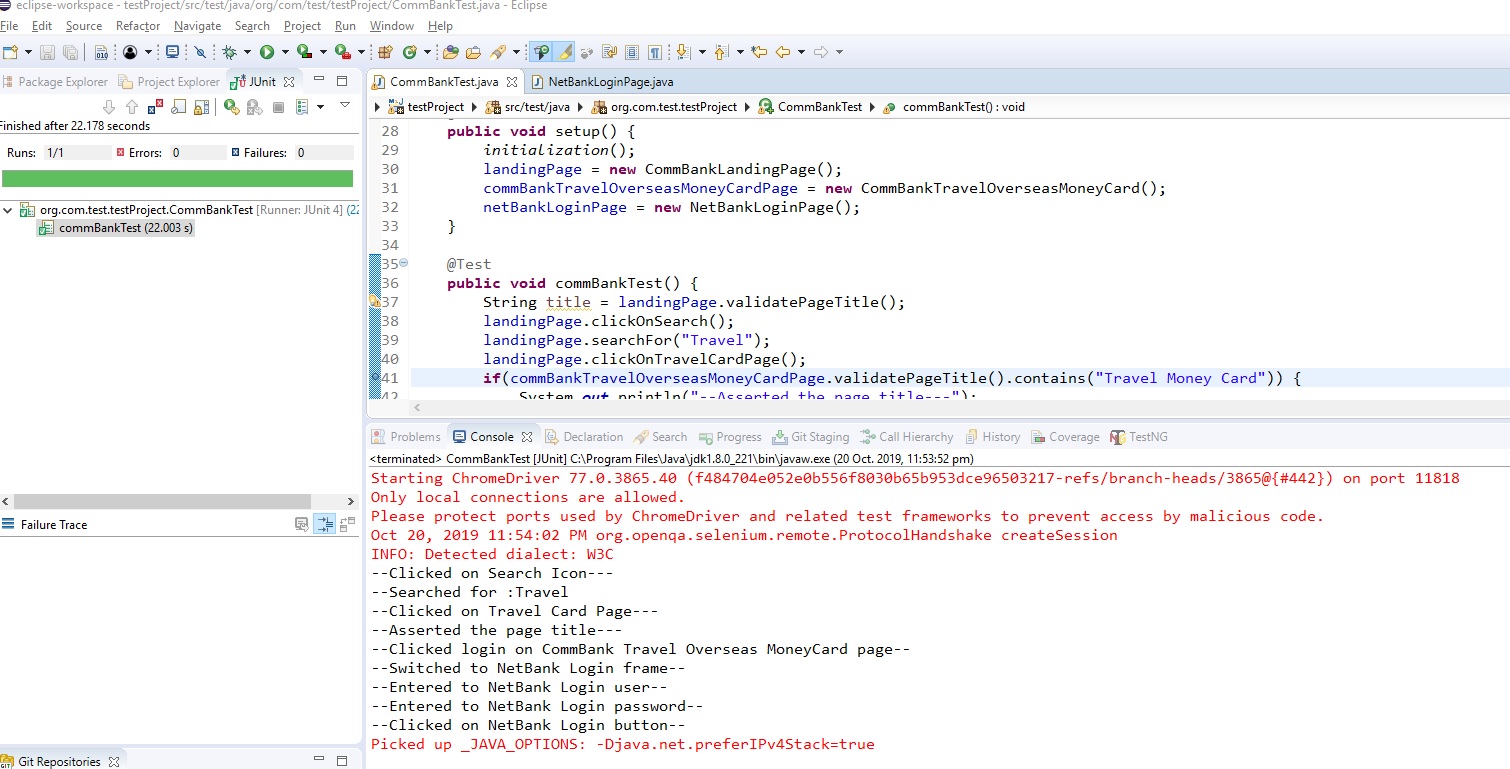 eclipse-workspace - testProject/src/test/java/org/com/test/testProject/CommBankTest.java - Eclipse
File Edit Source Refactor Navigate Search Project Run Window Help
Package Explorer Project Explorer JUnit
Finished after 22.178 seconds
Runs: 1/1 Errors: 0 Failures: 0
org.com.test.testProject.CommBankTest [Runner: JUnit 4] (22
commBankTest (22.003 s)
Failure Trace
Git Repositories
CommBankTest.java NetBankLoginPage.java
testProject src/test/java org.com.test.testProject CommBankTest commBankTest() : void
28 public void setup() {
29 initialization();
30 landingPage = new CommBankLandingPage();
31 commBankTravelOverseasMoneyCardPage = new CommBankTravelOverseasMoneyCard();
32 netBankLoginPage = new NetBankLoginPage();
33 }
34
35 @Test
36 public void commBankTest() {
37 String title = landingPage.validatePageTitle();
38 landingPage.clickOnSearch();
39 landingPage.searchFor("Travel");
40 landingPage.clickOnTravelCardPage();
41 if(commBankTravelOverseasMoneyCardPage.validatePageTitle().contains("Travel Money Card")) {
42 System.out.println("--Asserted the page title---");
Problems Console Declaration Search Progress Git Staging Call Hierarchy History Coverage TestNG
<terminated> CommBankTest [JUnit] C:\Program Files\Java\jdk1.8.0_221\bin\javaw.exe (20 Oct. 2019, 11:53:52 pm)
Starting ChromeDriver 77.0.3865.40 (f484704e052e0b556f8030b65b953dce96503217-refs/branch-heads/3865@{#442}) on port 11818
Only local connections are allowed.
Please protect ports used by ChromeDriver and related test frameworks to prevent access by malicious code.
Oct 20, 2019 11:54:02 PM org.openqa.selenium.remote.ProtocolHandshake createSession
INFO: Detected dialect: W3C
--Clicked on Search Icon---
--Searched for :Travel
--Clicked on Travel Card Page---
--Asserted the page title---
--Clicked login on CommBank Travel Overseas MoneyCard page--
--Switched to NetBank Login frame--
--Entered to NetBank Login user--
--Entered to NetBank Login password--
--Clicked on NetBank Login button--
Picked up _JAVA_OPTIONS: -Djava.net.preferIPv4Stack=true